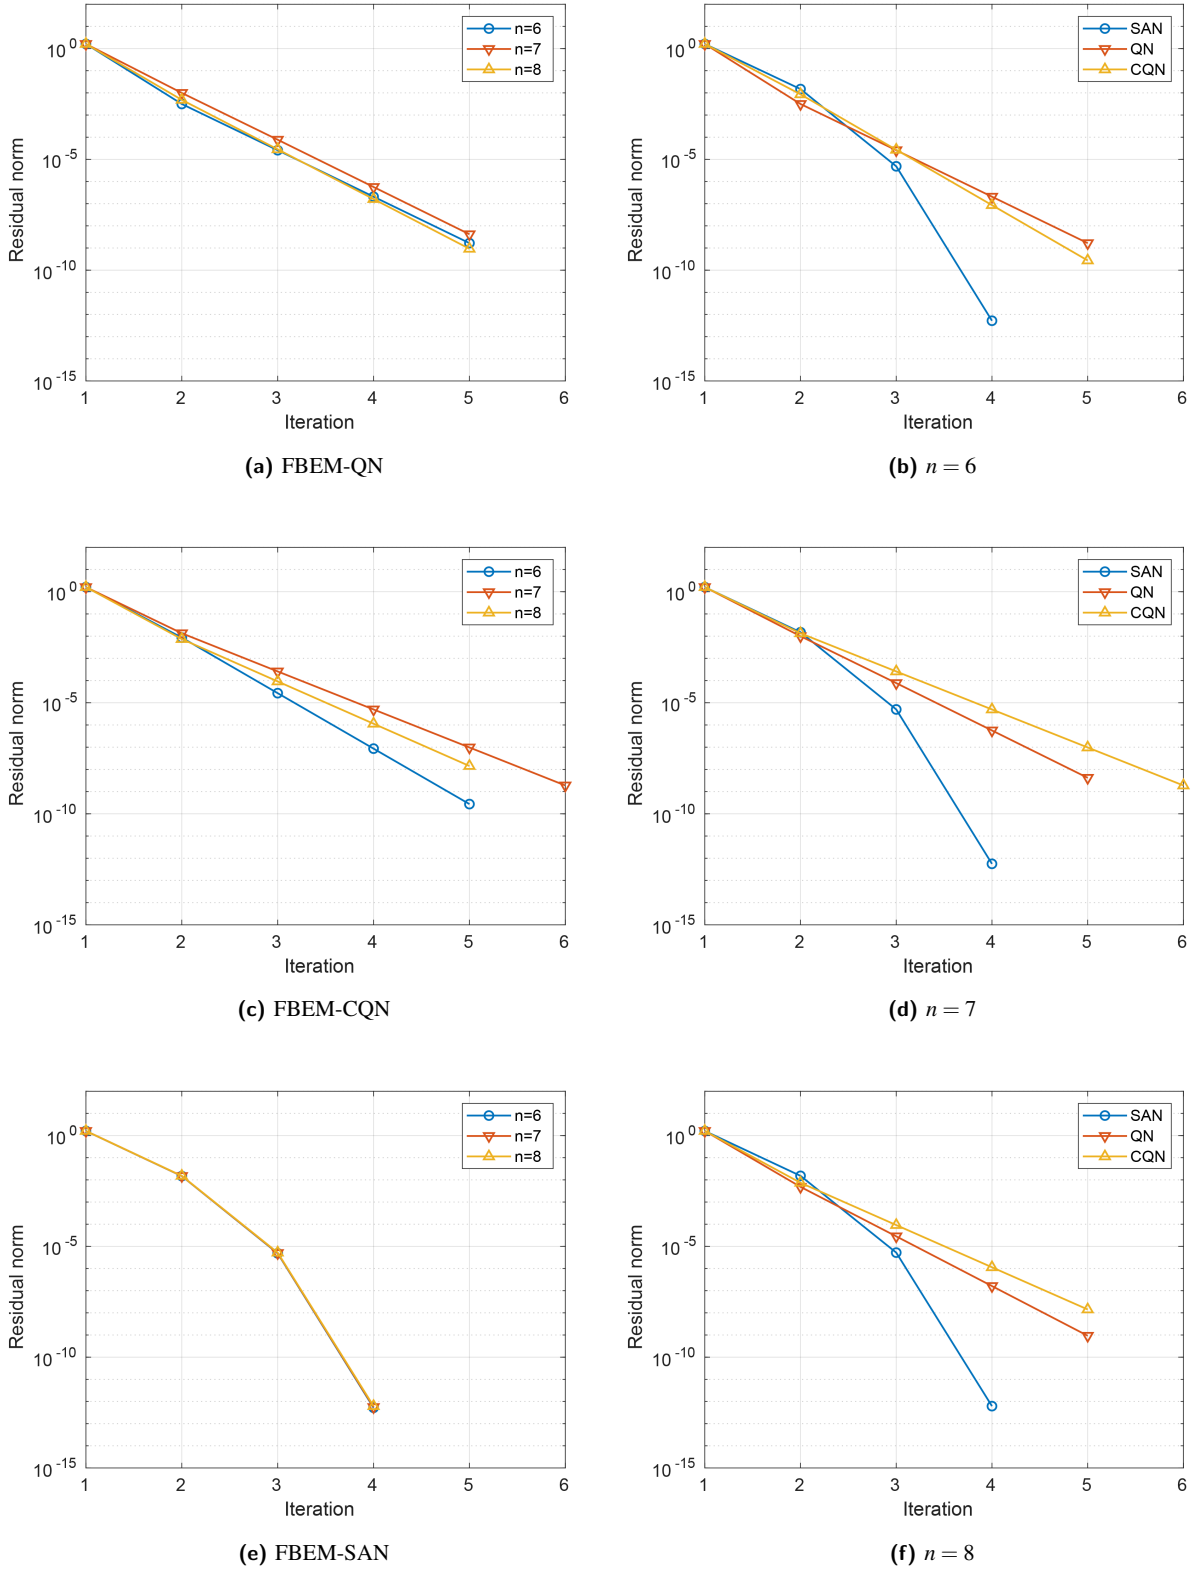 n=6
n=7
n=8
10^0
10^-5
10^-10
10^-15
Residual norm
1 2 3 4 5 6
Iteration
(a) FBEM-QN
SAN
QN
CQN
10^0
10^-5
10^-10
10^-15
Residual norm
1 2 3 4 5 6
Iteration
(b) n = 6
n=6
n=7
n=8
10^0
10^-5
10^-10
10^-15
Residual norm
1 2 3 4 5 6
Iteration
(c) FBEM-CQN
SAN
QN
CQN
10^0
10^-5
10^-10
10^-15
Residual norm
1 2 3 4 5 6
Iteration
(d) n = 7
n=6
n=7
n=8
10^0
10^-5
10^-10
10^-15
Residual norm
1 2 3 4 5 6
Iteration
(e) FBEM-SAN
SAN
QN
CQN
10^0
10^-5
10^-10
10^-15
Residual norm
1 2 3 4 5 6
Iteration
(f) n = 8